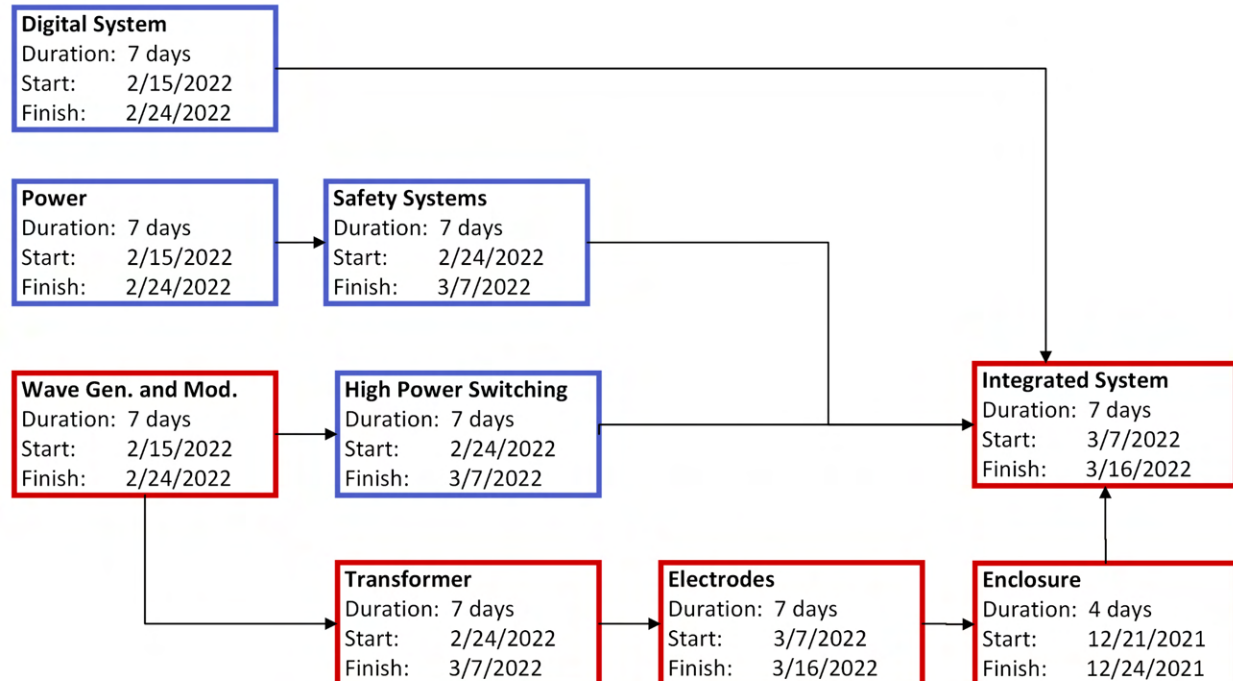 Digital System
Duration: 7 days
Start: 2/15/2022
Finish: 2/24/2022
Power
Duration: 7 days
Start: 2/15/2022
Finish: 2/24/2022
Safety Systems
Duration: 7 days
Start: 2/24/2022
Finish: 3/7/2022
Wave Gen. and Mod.
Duration: 7 days
Start: 2/15/2022
Finish: 2/24/2022
High Power Switching
Duration: 7 days
Start: 2/24/2022
Finish: 3/7/2022
Integrated System
Duration: 7 days
Start: 3/7/2022
Finish: 3/16/2022
Transformer
Duration: 7 days
Start: 2/24/2022
Finish: 3/7/2022
Electrodes
Duration: 7 days
Start: 3/7/2022
Finish: 3/16/2022
Enclosure
Duration: 4 days
Start: 12/21/2021
Finish: 12/24/2021